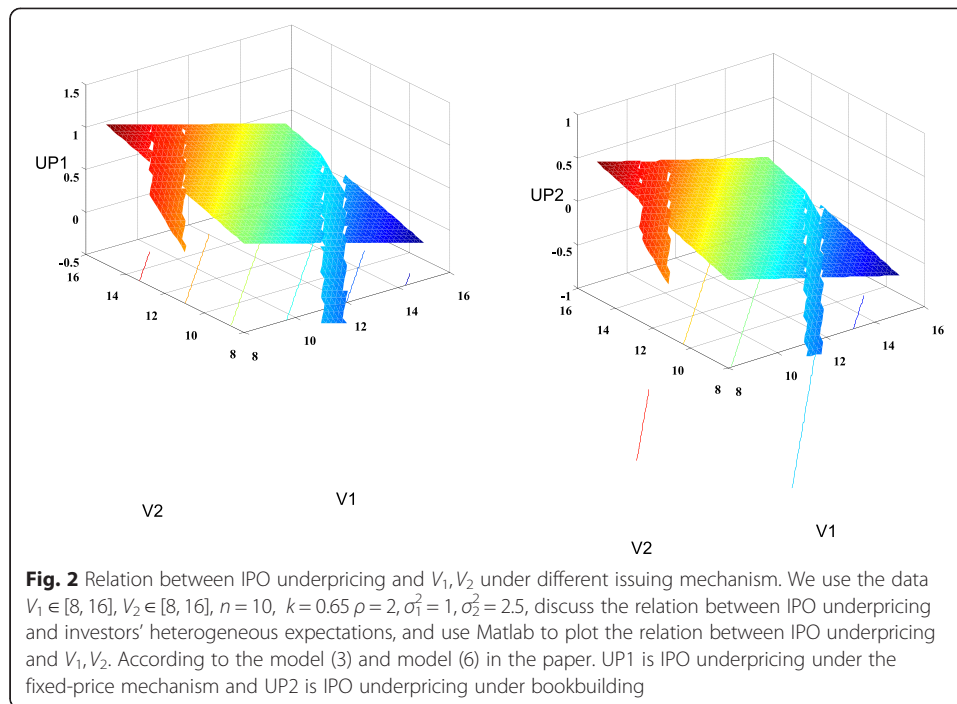 1.5
1
UP1
0.5
0
-0.5
16
14
12
10
8
8
10
12
14
16
V2
V1
1
0.5
UP2
0
-0.5
-1
16
14
12
10
8
8
10
12
14
16
V2
V1
Fig. 2 Relation between IPO underpricing and V₁, V₂ under different issuing mechanism. We use the data
V₁ ∈ [8, 16], V₂ ∈ [8, 16], n = 10, k = 0.65 ρ = 2, σ₁² = 1, σ₂² = 2.5, discuss the relation between IPO underpricing
and investors’ heterogeneous expectations, and use Matlab to plot the relation between IPO underpricing
and V₁, V₂. According to the model (3) and model (6) in the paper. UP1 is IPO underpricing under the
fixed-price mechanism and UP2 is IPO underpricing under bookbuilding